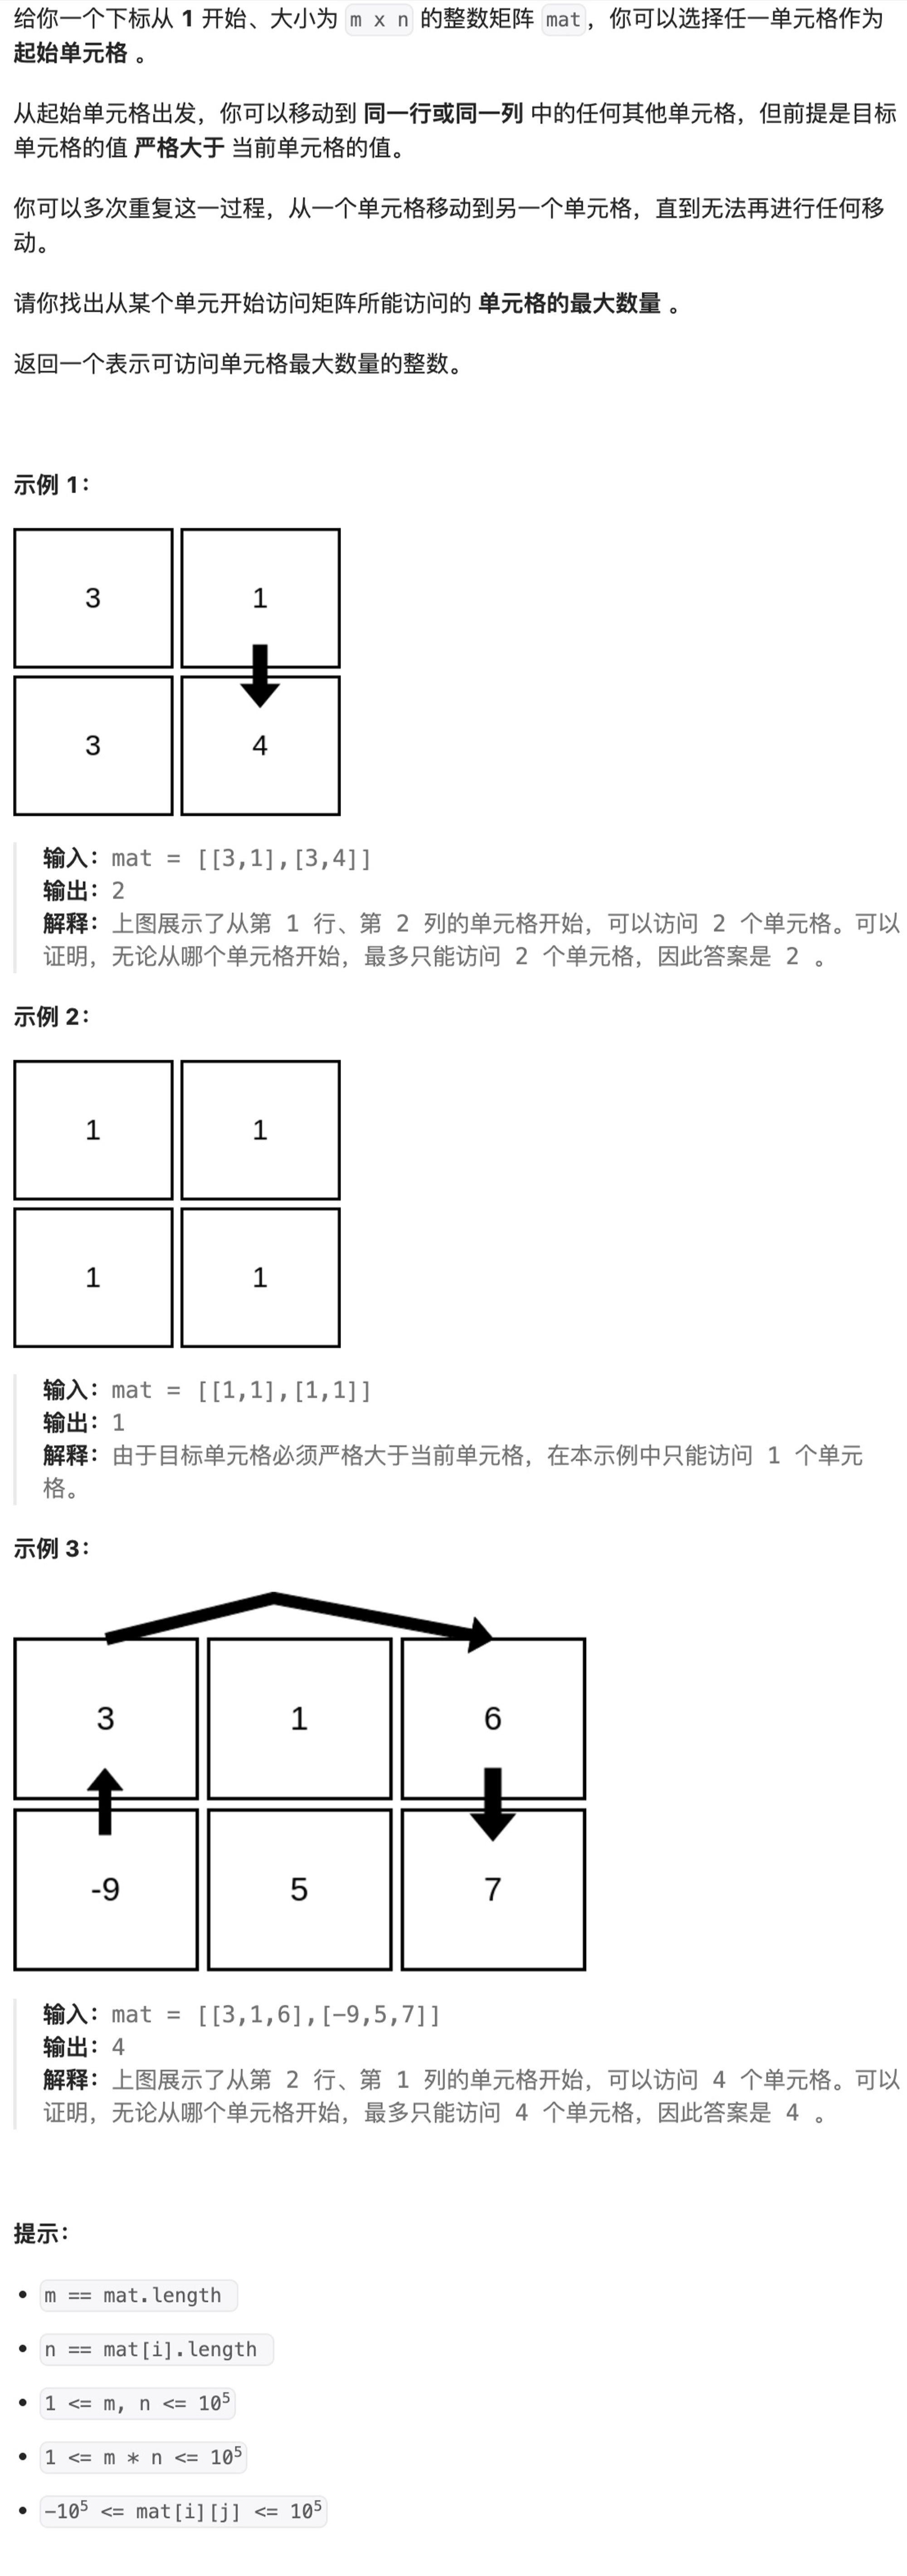 给你一个下标从 1 开始、大小为 m x n 的整数矩阵 mat，你可以选择任一单元格作为
起始单元格 。
从起始单元格出发，你可以移动到 同一行或同一列 中的任何其他单元格，但前提是目标
单元格的值 严格大于 当前单元格的值。
你可以多次重复这一过程，从一个单元格移动到另一个单元格，直到无法再进行任何移
动。
请你找出从某个单元开始访问矩阵所能访问的 单元格的最大数量 。
返回一个表示可访问单元格最大数量的整数。
示例 1：
3 1
3 4
输入：mat = [[3,1],[3,4]]
输出：2
解释：上图展示了从第 1 行、第 2 列的单元格开始，可以访问 2 个单元格。可以
证明，无论从哪个单元格开始，最多只能访问 2 个单元格，因此答案是 2 。
示例 2：
1 1
1 1
输入：mat = [[1,1],[1,1]]
输出：1
解释：由于目标单元格必须严格大于当前单元格，在本示例中只能访问 1 个单元
格。
示例 3：
3 1 6
-9 5 7
输入：mat = [[3,1,6],[-9,5,7]]
输出：4
解释：上图展示了从第 2 行、第 1 列的单元格开始，可以访问 4 个单元格。可以
证明，无论从哪个单元格开始，最多只能访问 4 个单元格，因此答案是 4 。
提示：
• m == mat.length
• n == mat[i].length
• 1 <= m, n <= 10⁵
• 1 <= m * n <= 10⁵
• -10⁵ <= mat[i][j] <= 10⁵